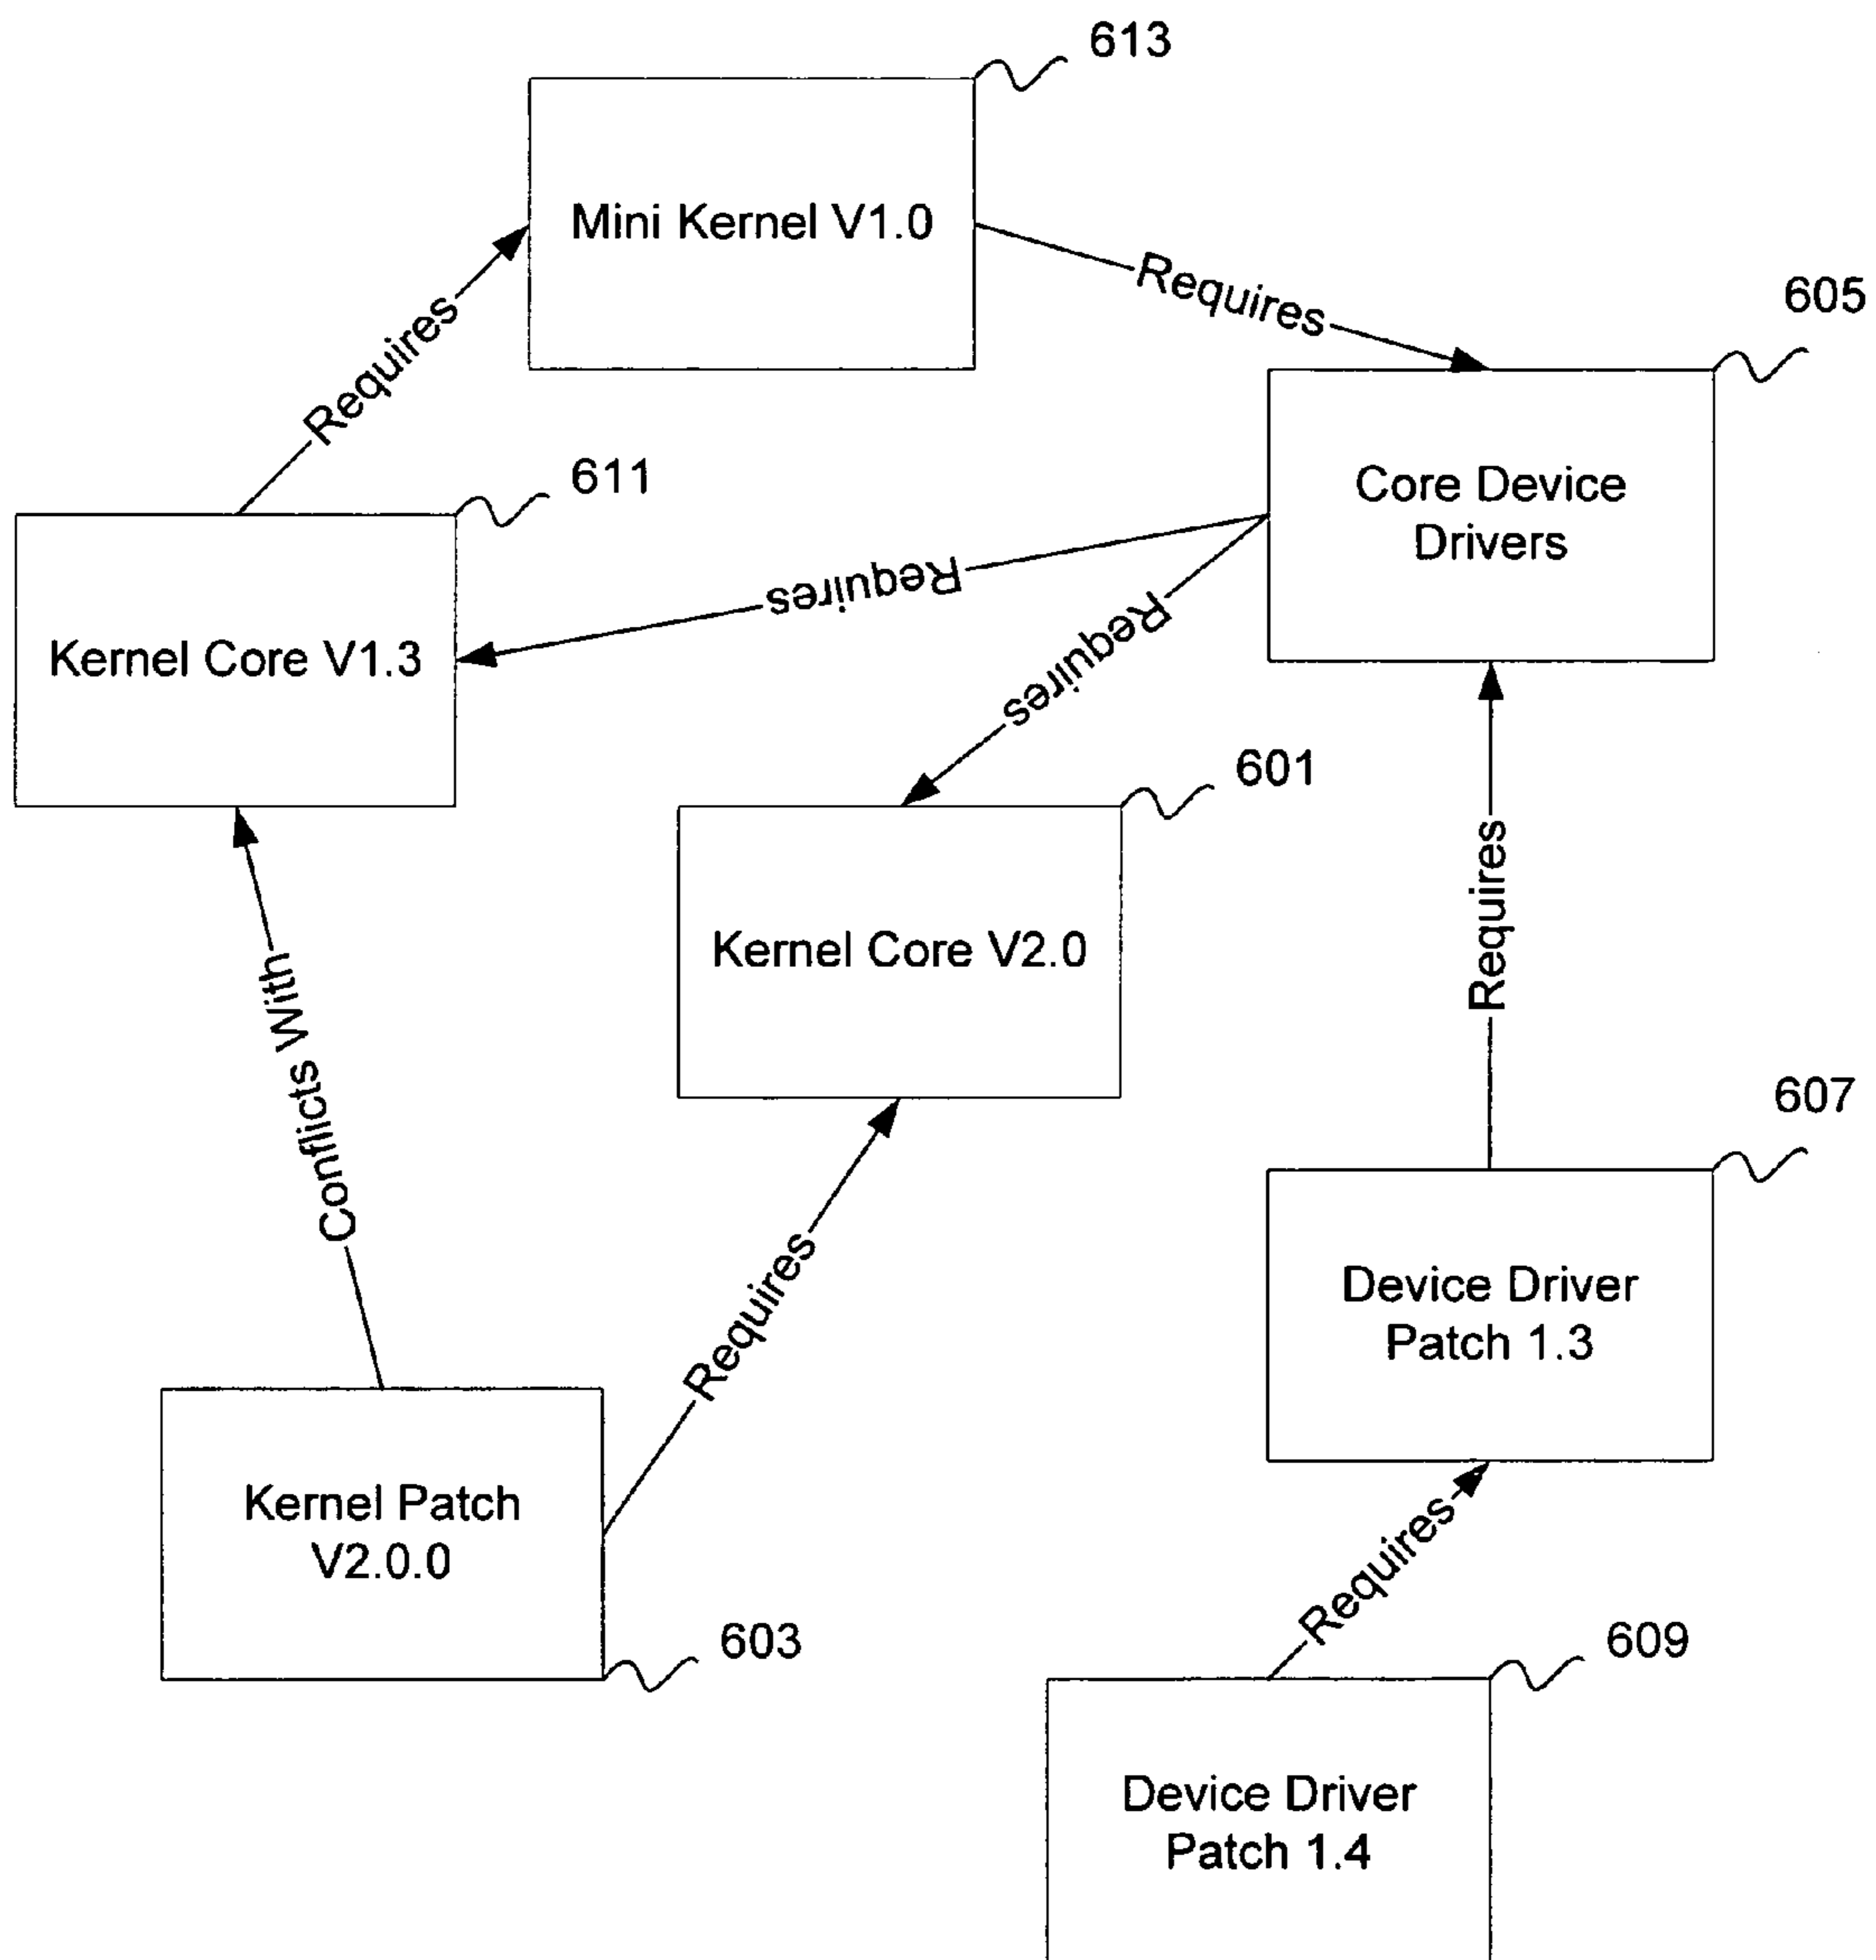 613
Mini Kernel V1.0
Requires
605
Requires
Core Device
Drivers
611
Requires
Kernel Core V1.3
Requires
601
Kernel Core V2.0
Requires
Conflicts With
607
Device Driver
Patch 1.3
Requires
Kernel Patch
V2.0.0
Requires
603
609
Device Driver
Patch 1.4